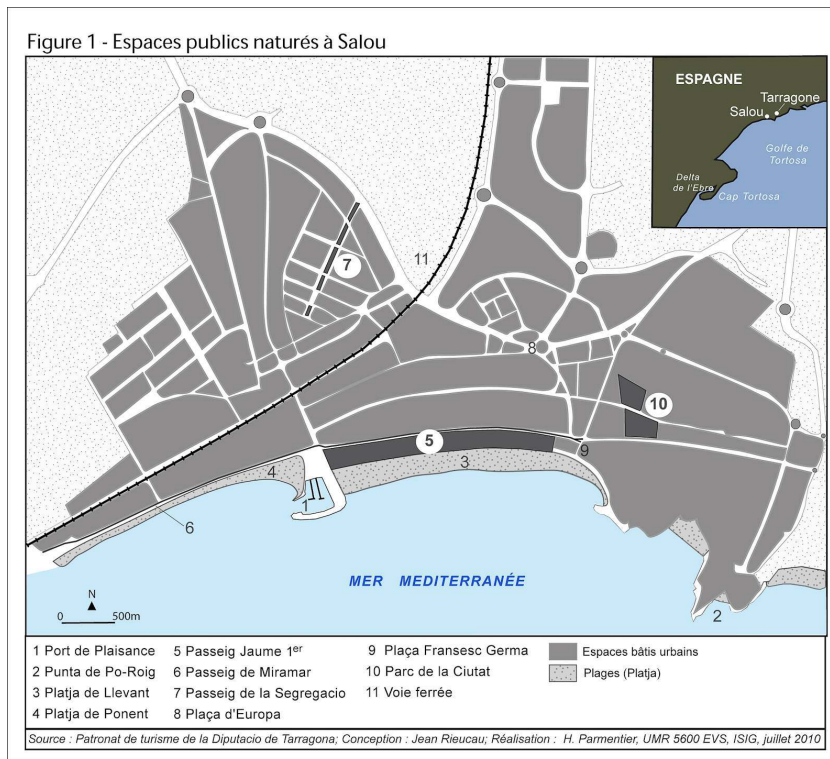 Figure 1 - Espaces publics naturés à Salou
ESPAGNE
Tarragone
Salou
Golfe de
Tortosa
Delta
de l'Ebre
Cap Tortosa
11
7
8
10
5
9
3
4
1
6
2
MER MEDITERRANÉE
N
0 500m
1 Port de Plaisance
2 Punta de Po-Roig
3 Platja de Llevant
4 Platja de Ponent
5 Passeig Jaume 1er
6 Passeig de Miramar
7 Passeig de la Segregacio
8 Plaça d'Europa
9 Plaça Fransesc Germa
10 Parc de la Ciutat
11 Voie ferrée
Espaces bâtis urbains
Plages (Platja)
Source : Patronat de turisme de la Diputacio de Tarragona; Conception : Jean Rieucau; Réalisation : H. Parmentier, UMR 5600 EVS, ISIG, juillet 2010